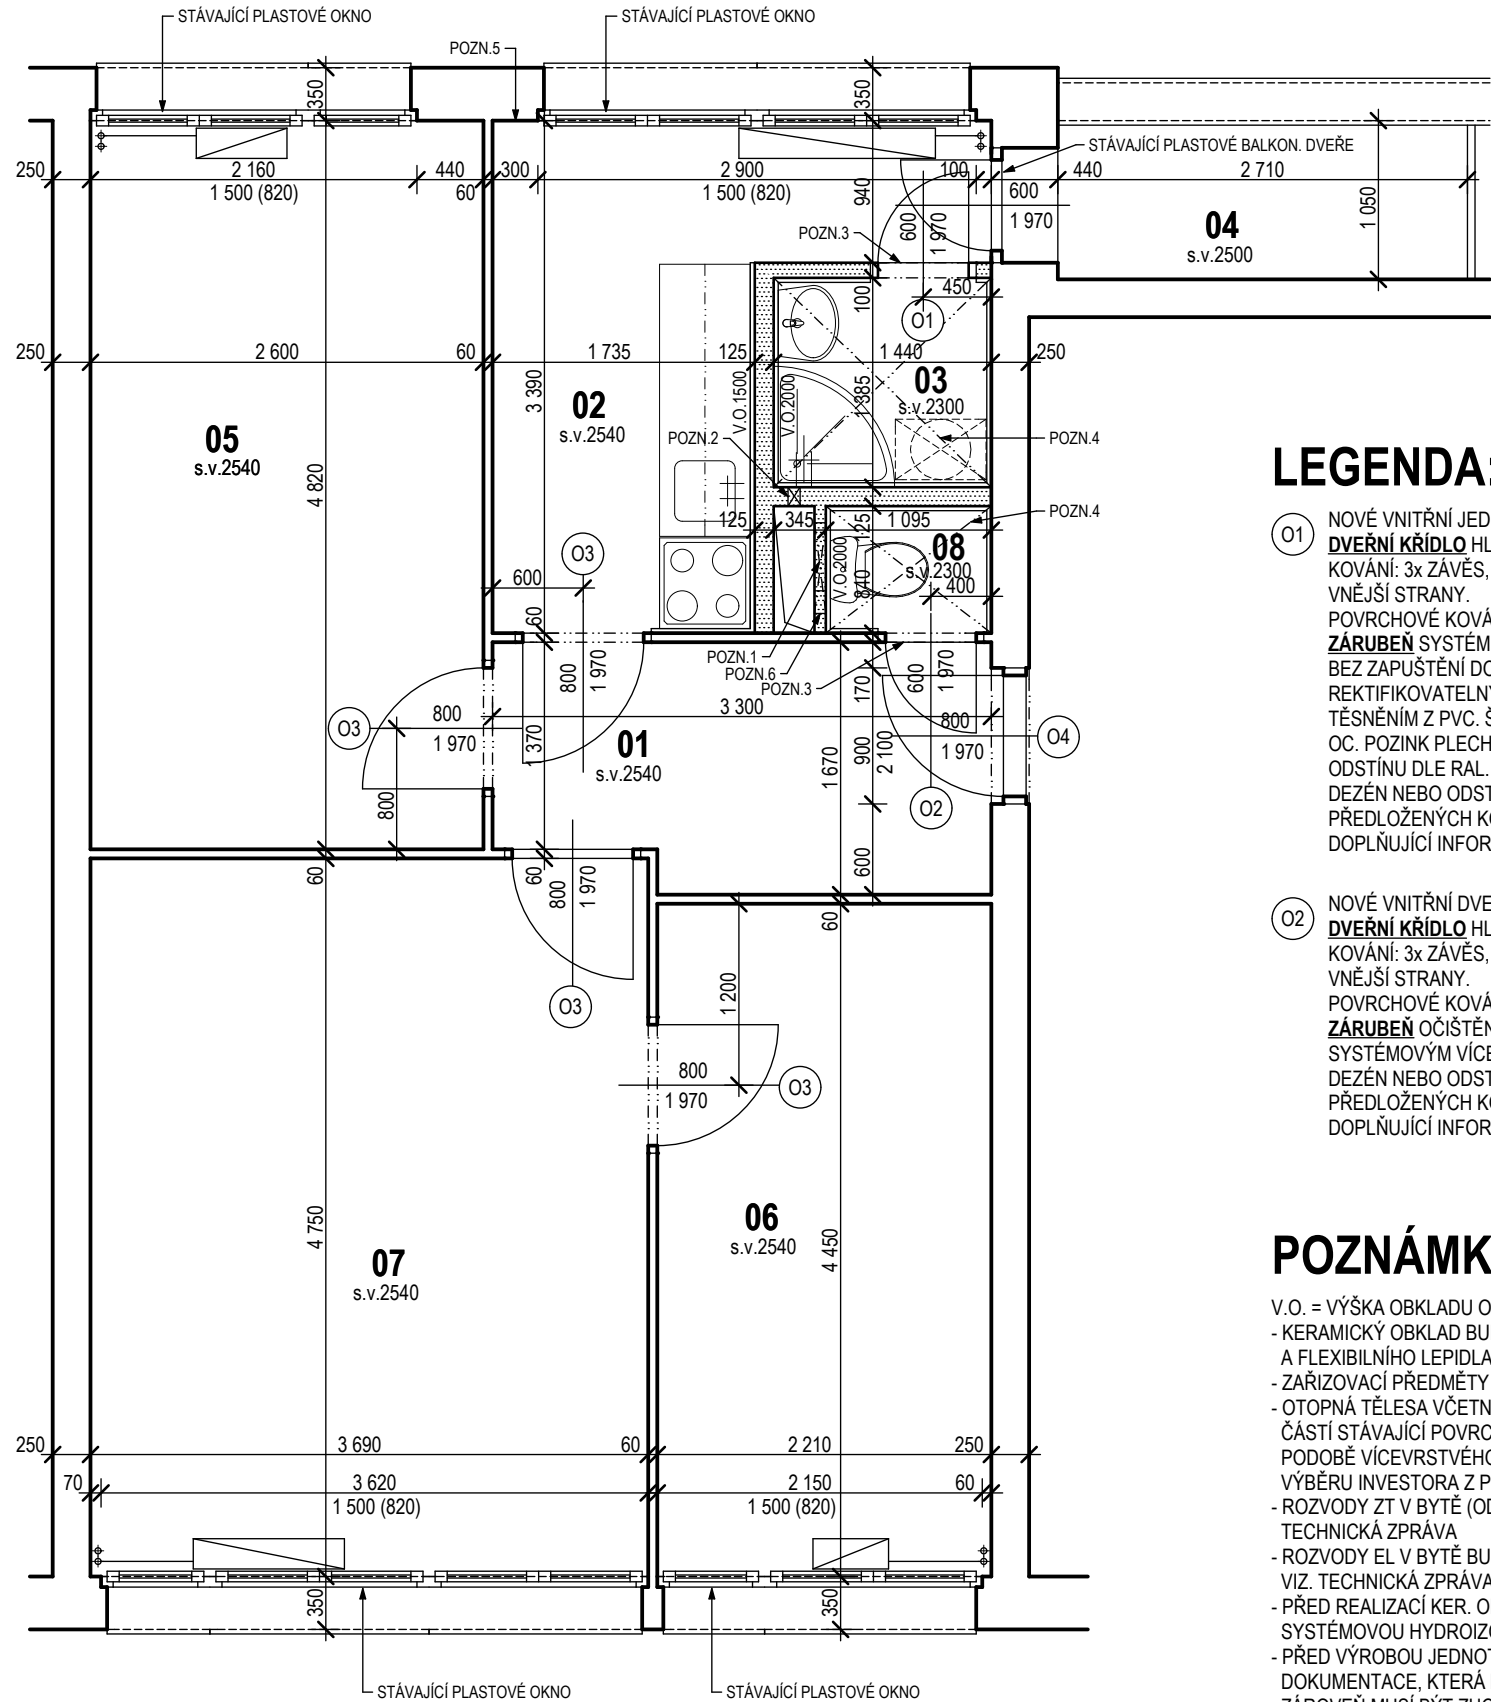 STÁVAJÍCÍ PLASTOVÉ OKNO
STÁVAJÍCÍ PLASTOVÉ OKNO
POZN.5
350
350
STÁVAJÍCÍ PLASTOVÉ BALKON. DVEŘE
250
2 160
440
300
2 900
100
440
2 710
1 500 (820)
60
1 500 (820)
940
600
1 970
600
1 970
1 050
04
s.v.2500
POZN.3
100
450
O1
250
2 600
60
1 735
125
1 440
250
3 390
V.O.1500
V.O.2000
1 385
03
s.v.2300
02
s.v.2540
05
s.v.2540
4 820
POZN.2
POZN.4
125
345
125
1 095
POZN.4
08
s.v.2300
V.O.2000
840
400
O3
600
60
POZN.1
POZN.6
POZN.3
800
1 970
600
1 970
170
O3
800
1 970
3 300
800
1 970
O4
1 370
01
s.v.2540
1 670
900
2 100
800
O2
60
60
800
1 970
600
60
O3
1 200
800
1 970
O3
4 750
07
s.v.2540
06
s.v.2540
4 450
250
3 690
60
2 210
250
70
3 620
2 150
60
1 500 (820)
1 500 (820)
350
350
STÁVAJÍCÍ PLASTOVÉ OKNO
STÁVAJÍCÍ PLASTOVÉ OKNO
LEGENDA:
O1
NOVÉ VNITŘNÍ JED
DVEŘNÍ KŘÍDLO HL
KOVÁNÍ: 3x ZÁVĚS,
VNĚJŠÍ STRANY.
POVRCHOVÉ KOVÁ
ZÁRUBEŇ SYSTÉM
BEZ ZAPUŠTĚNÍ DO
REKTIFIKOVATELN
TĚSNĚNÍM Z PVC. Š
OC. POZINK PLECH
ODSTÍNU DLE RAL.
DEZÉN NEBO ODST
PŘEDLOŽENÝCH K
DOPLŇUJÍCÍ INFOR
O2
NOVÉ VNITŘNÍ DVE
DVEŘNÍ KŘÍDLO HL
KOVÁNÍ: 3x ZÁVĚS,
VNĚJŠÍ STRANY.
POVRCHOVÉ KOVÁ
ZÁRUBEŇ OČIŠTĚN
SYSTÉMOVÝM VÍCE
DEZÉN NEBO ODST
PŘEDLOŽENÝCH K
DOPLŇUJÍCÍ INFOR
POZNÁMK
V.O. = VÝŠKA OBKLADU O
- KERAMICKÝ OBKLAD BU
A FLEXIBILNÍHO LEPIDLA
- ZAŘIZOVACÍ PŘEDMĚTY
- OTOPNÁ TĚLESA VČETN
ČÁSTÍ STÁVAJÍCÍ POVRC
PODOBĚ VÍCEVRSTVÉHO
VÝBĚRU INVESTORA Z P
- ROZVODY ZT V BYTĚ (OD
TECHNICKÁ ZPRÁVA
- ROZVODY EL V BYTĚ BU
VIZ. TECHNICKÁ ZPRÁVA
- PŘED REALIZACÍ KER. O
SYSTÉMOVOU HYDROIZO
- PŘED VÝROBOU JEDNOT
DOKUMENTACE, KTERÁ